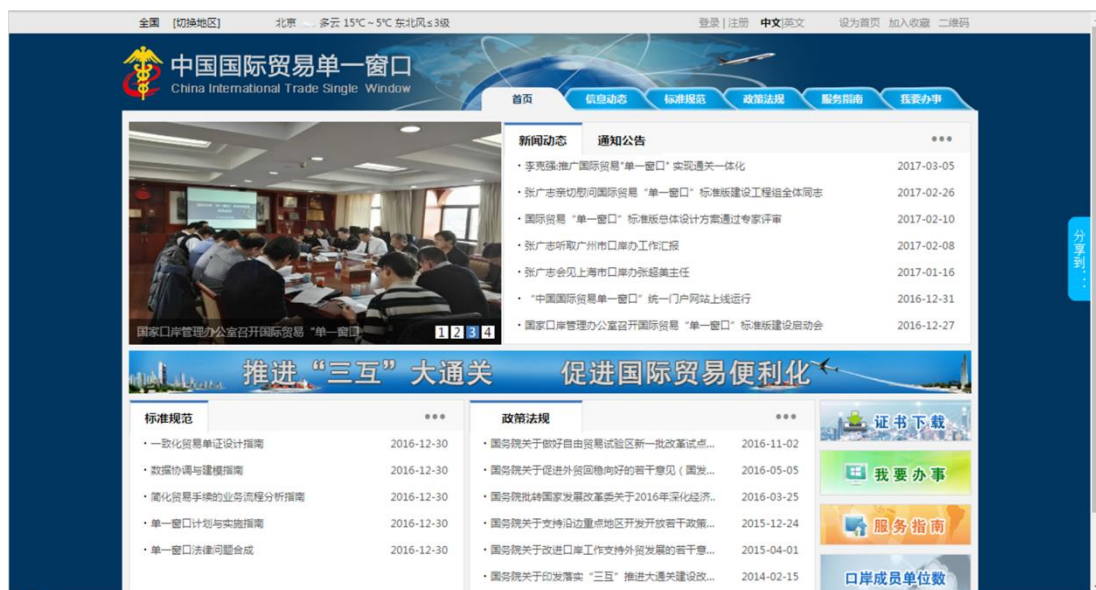 全国 [切换地区] 北京 多云 15℃~5℃ 东北风≤3级 登录 | 注册 中文|英文 设为首页 加入收藏 二维码
中国国际贸易单一窗口
China International Trade Single Window
首页 信息动态 标准规范 政策法规 服务指南 我要办事
新闻动态 通知公告
· 李克强:推广国际贸易"单一窗口" 实现通关一体化 2017-03-05
· 张广志亲切慰问国际贸易“单一窗口”标准版建设工程组全体同志 2017-02-26
· 国际贸易“单一窗口”标准版总体设计方案通过专家评审 2017-02-10
· 张广志听取广州市口岸办工作汇报 2017-02-08
· 张广志会见上海市口岸办张超美主任 2017-01-16
· “中国国际贸易单一窗口”统一门户网站上线运行 2016-12-31
· 国家口岸管理办公室召开国际贸易“单一窗口”标准版建设启动会 2016-12-27
国家口岸管理办公室召开国际贸易“单一窗口
1 2 3 4
分享到：
推进“三互”大通关 促进国际贸易便利化
标准规范
· 一致化贸易单证设计指南 2016-12-30
· 数据协调与建模指南 2016-12-30
· 简化贸易手续的业务流程分析指南 2016-12-30
· 单一窗口计划与实施指南 2016-12-30
· 单一窗口法律问题合成 2016-12-30
政策法规
· 国务院关于做好自由贸易试验区新一批改革试点... 2016-11-02
· 国务院关于促进外贸回稳向好的若干意见（国发... 2016-05-05
· 国务院批转国家发展改革委关于2016年深化经济.. 2016-03-25
· 国务院关于支持沿边重点地区开发开放若干政策... 2015-12-24
· 国务院关于改进口岸工作支持外贸发展的若干意... 2015-04-01
· 国务院关于印发落实“三互”推进大通关建设改... 2014-02-15
证书下载
我要办事
服务指南
口岸成员单位数